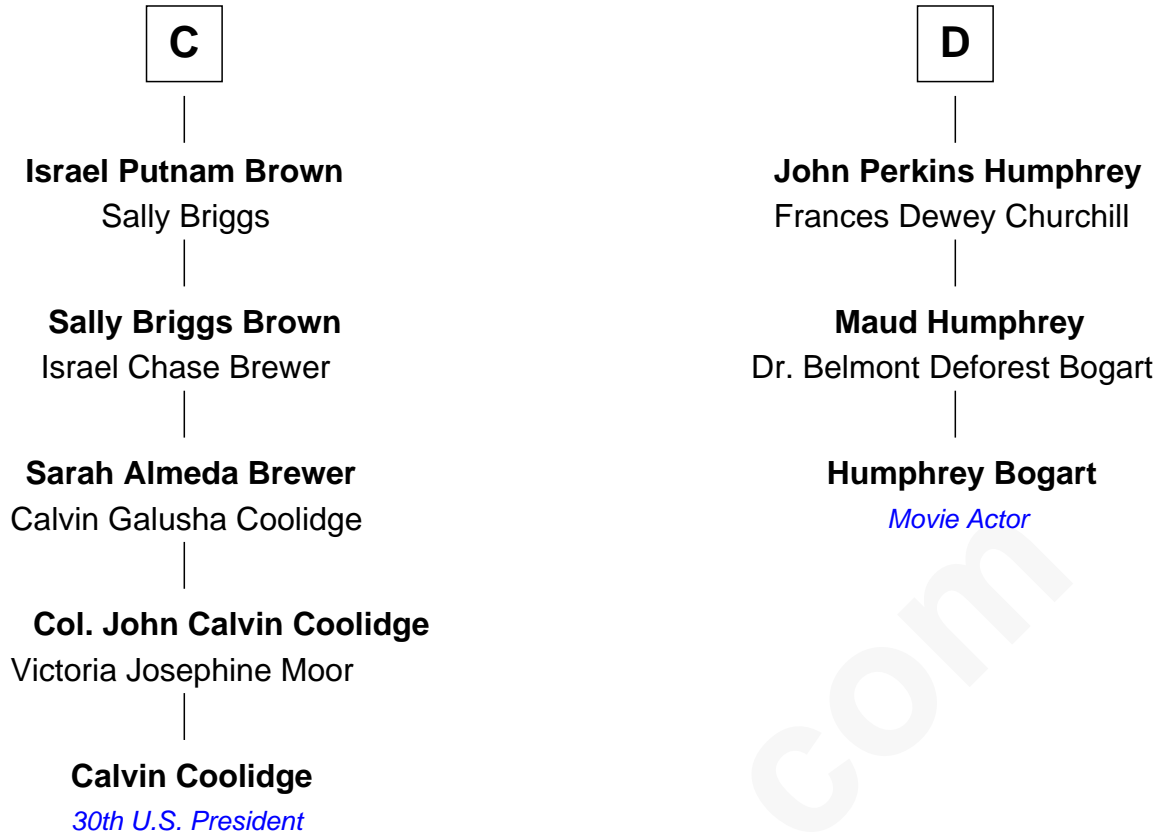 C
Israel Putnam Brown
Sally Briggs
Sally Briggs Brown
Israel Chase Brewer
Sarah Almeda Brewer
Calvin Galusha Coolidge
Col. John Calvin Coolidge
Victoria Josephine Moor
Calvin Coolidge
30th U.S. President
D
John Perkins Humphrey
Frances Dewey Churchill
Maud Humphrey
Dr. Belmont Deforest Bogart
Humphrey Bogart
Movie Actor
com